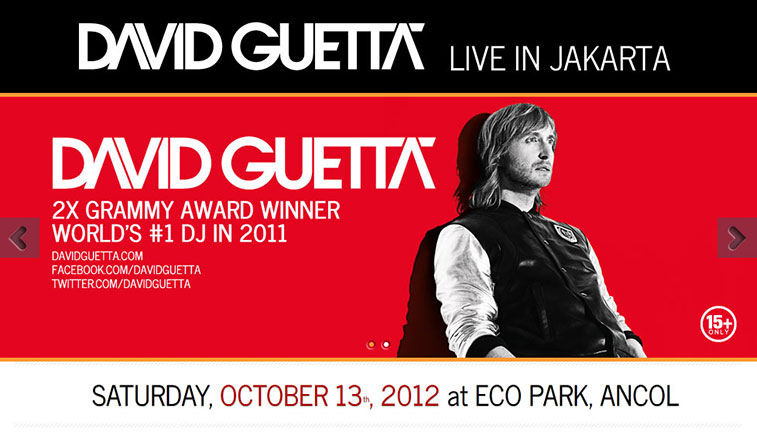 DAVID GUETTA LIVE IN JAKARTA
DAVID GUETTA
2X GRAMMY AWARD WINNER
WORLD'S #1 DJ IN 2011
DAVIDGUETTA.COM
FACEBOOK.COM/DAVIDGUETTA
TWITTER.COM/DAVIDGUETTA
15+
ONLY
SATURDAY, OCTOBER 13th, 2012 at ECO PARK, ANCOL